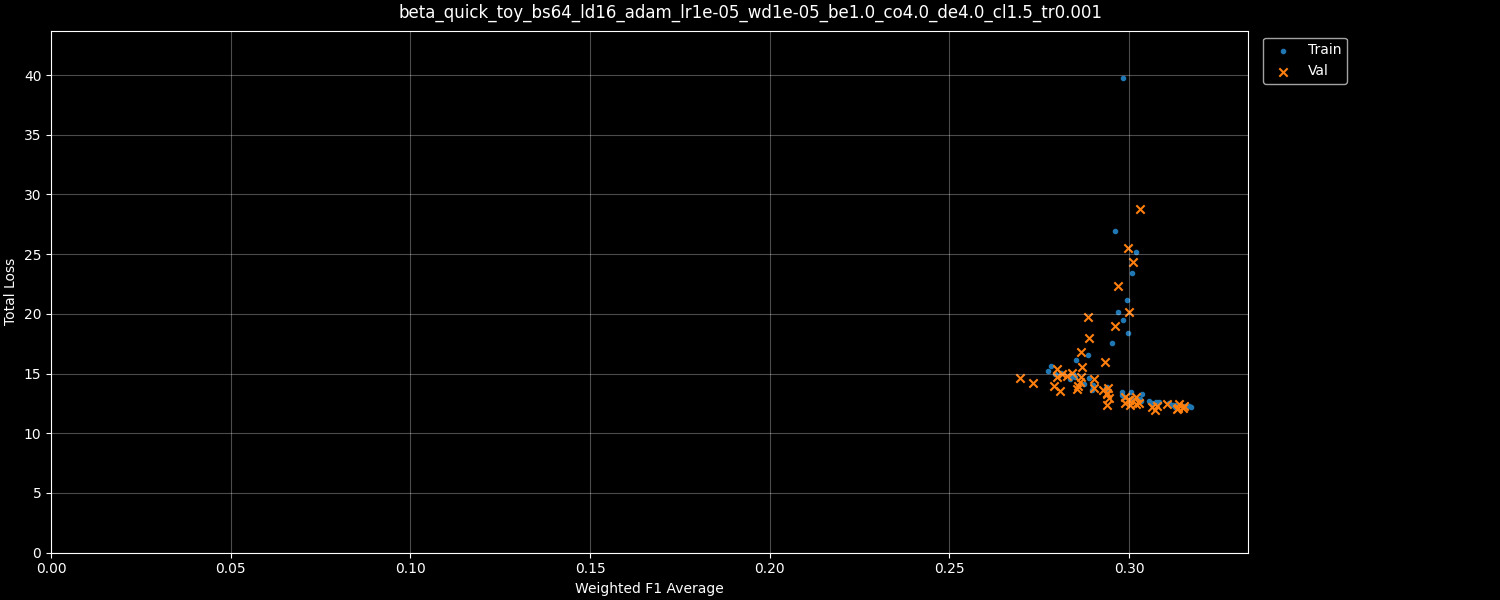 beta_quick_toy_bs64_ld16_adam_lr1e-05_wd1e-05_be1.0_co4.0_de4.0_cl1.5_tr0.001
Train
Val
40
35
30
25
20
15
10
5
0
Total Loss
0.00 0.05 0.10 0.15 0.20 0.25 0.30
Weighted F1 Average